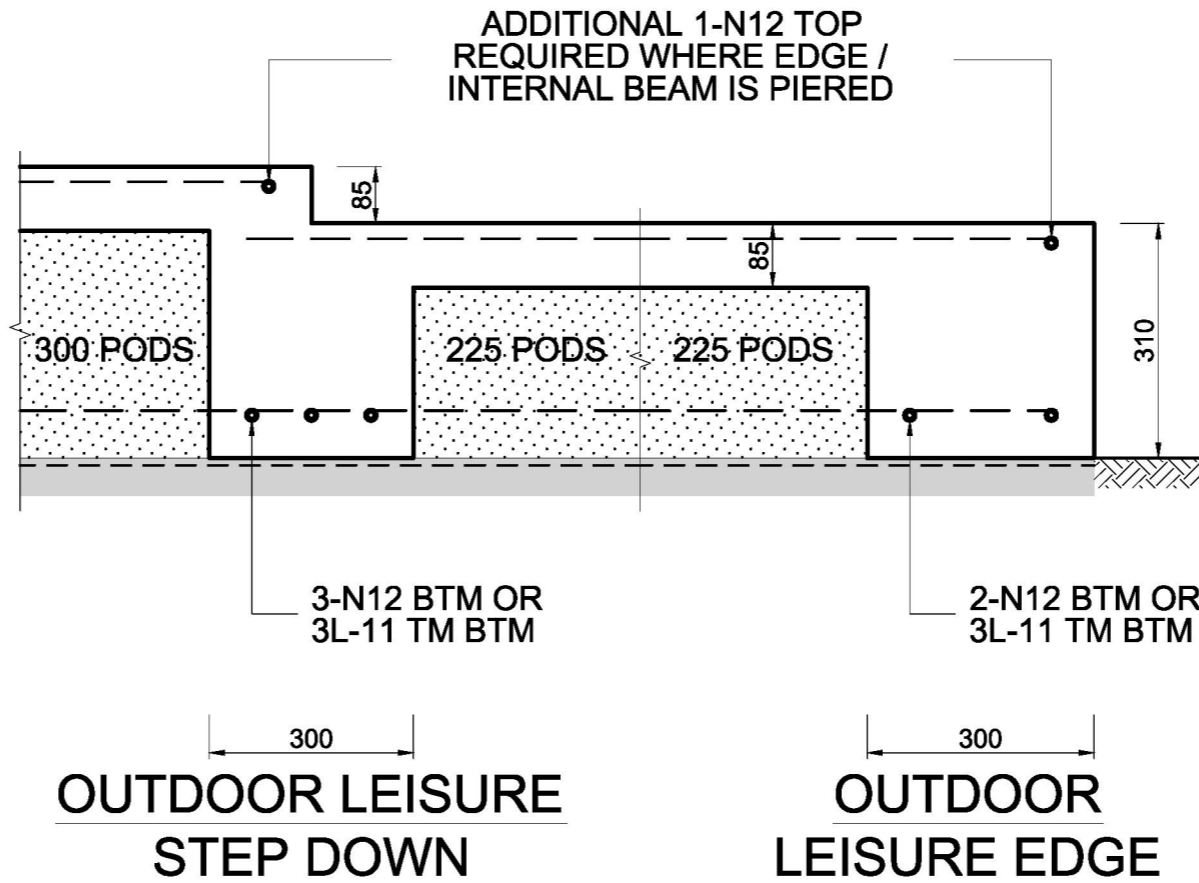 ADDITIONAL 1-N12 TOP
REQUIRED WHERE EDGE /
INTERNAL BEAM IS PIERED
85
85
310
300 PODS
225 PODS
225 PODS
3-N12 BTM OR
3L-11 TM BTM
2-N12 BTM OR
3L-11 TM BTM
300
300
OUTDOOR LEISURE
STEP DOWN
OUTDOOR
LEISURE EDGE